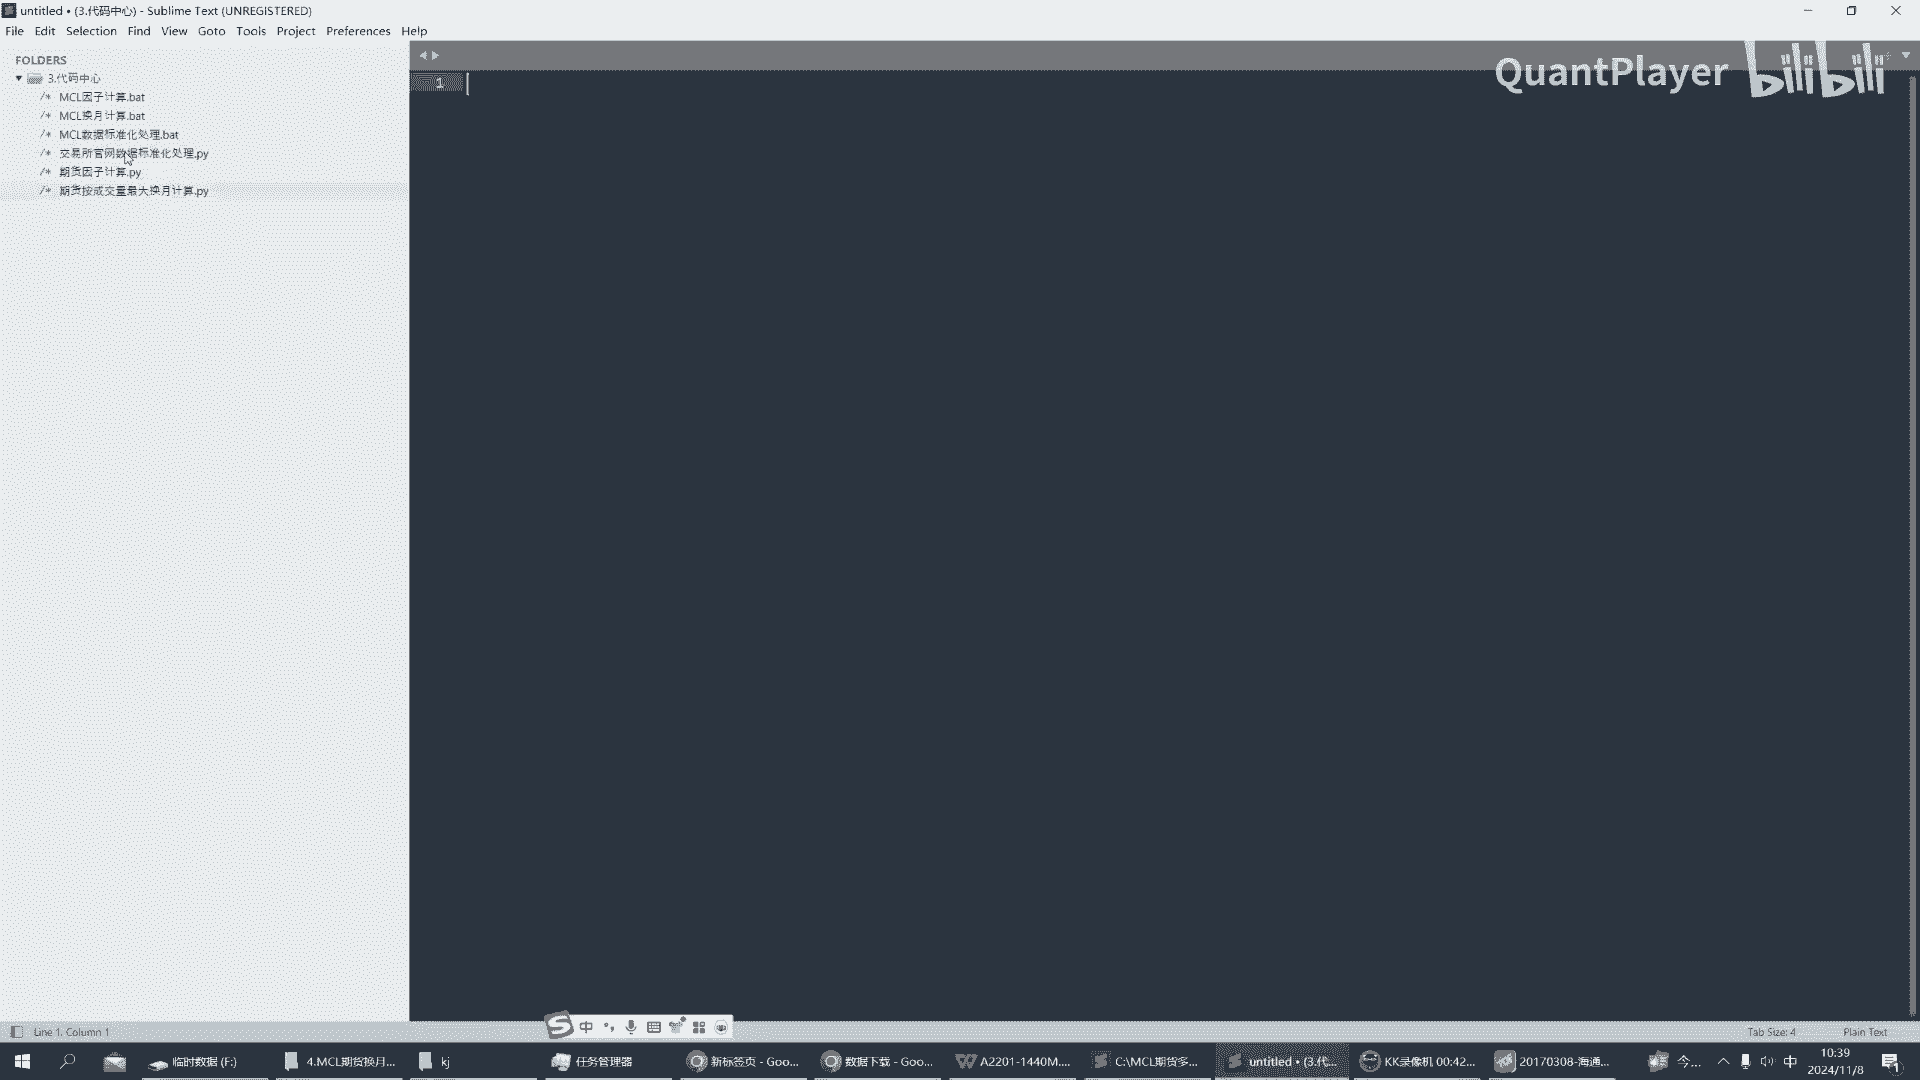 untitled • (3.代码中心) - Sublime Text (UNREGISTERED)
File Edit Selection Find View Goto Tools Project Preferences Help
FOLDERS
3.代码中心
/* MCL因子计算.bat
/* MCL换月计算.bat
/* MCL数据标准化处理.bat
/* 交易所官网数据标准化处理.py
/* 期货因子计算.py
/* 期货按成交量最大换月计算.py
1
QuantPlayer bilibili
Line 1, Column 1
中
Tab Size: 4 Plain Text
临时数据 (F:) 4.MCL期货换月... kj 任务管理器 新标签页 - Goo... 数据下载 - Goo... A2201-1440M.... C:\MCL期货多... untitled • (3.代... KK录像机 00:42... 20170308-海通... 今... 中 10:39
2024/11/8
1